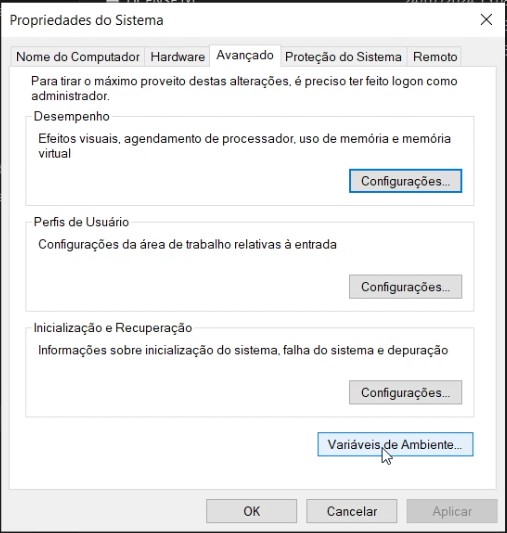 Propriedades do Sistema
Nome do Computador Hardware Avançado Proteção do Sistema Remoto
Para tirar o máximo proveito destas alterações, é preciso ter feito logon como
administrador.
Desempenho
Efeitos visuais, agendamento de processador, uso de memória e memória
virtual
Configurações...
Perfis de Usuário
Configurações da área de trabalho relativas à entrada
Configurações...
Inicialização e Recuperação
Informações sobre inicialização do sistema, falha do sistema e depuração
Configurações...
Variáveis de Ambiente...
OK Cancelar Aplicar